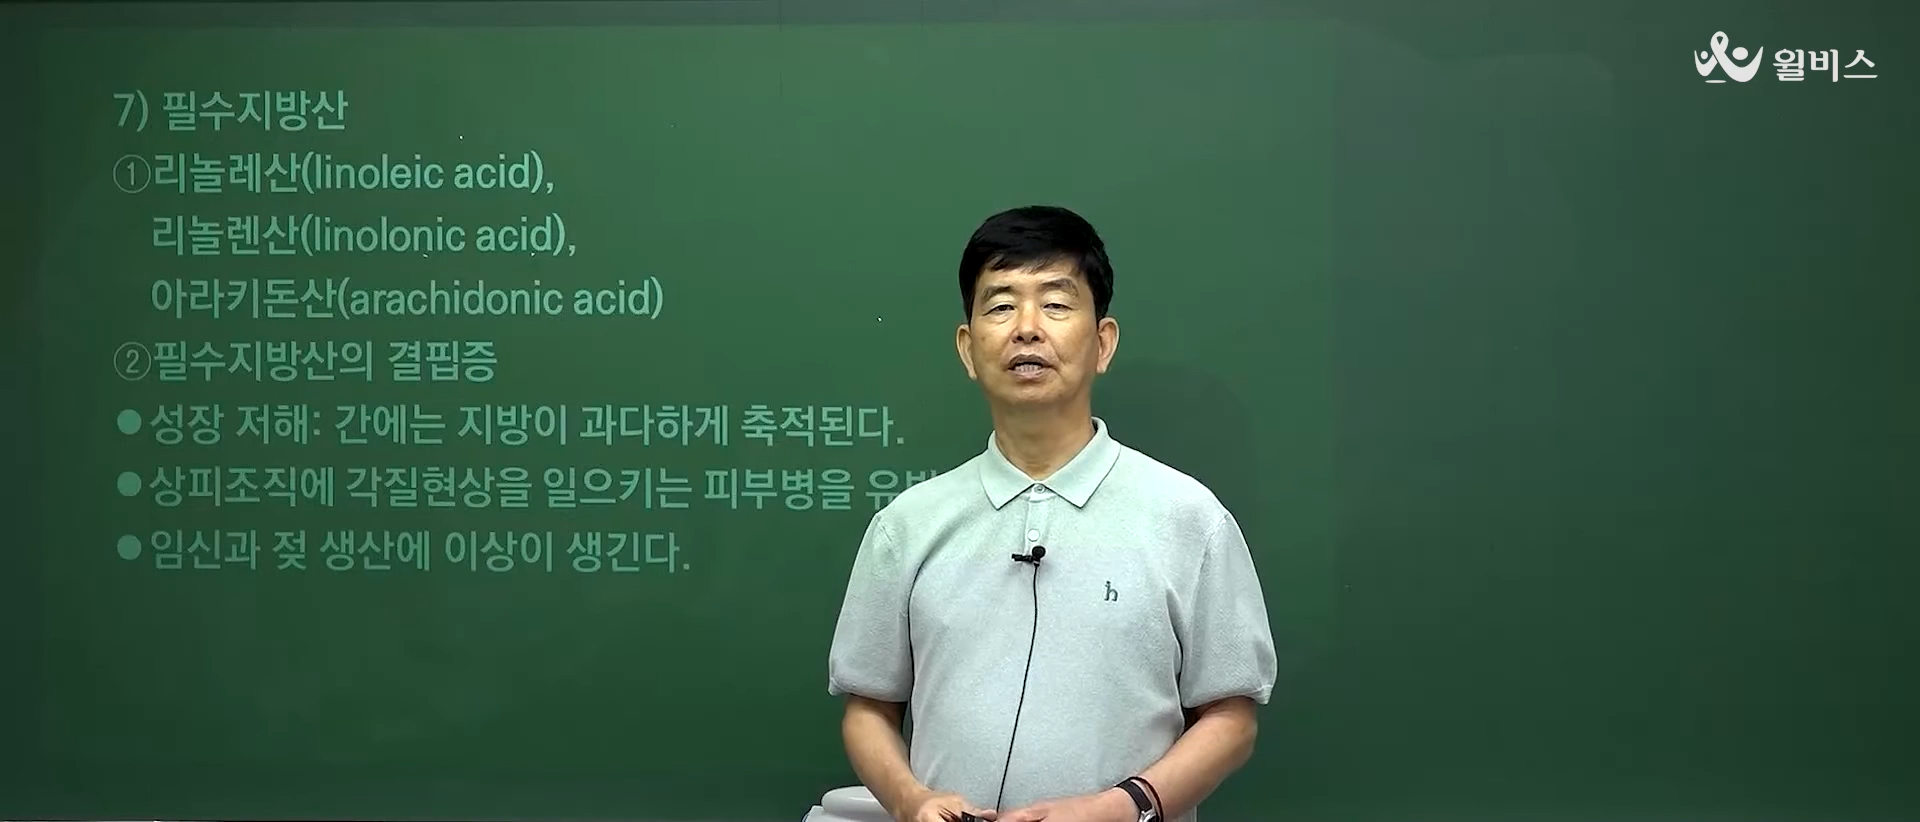 윌비스
7) 필수지방산
①리놀레산(linoleic acid),
리놀렌산(linolonic acid),
아라키돈산(arachidonic acid)
②필수지방산의 결핍증
●성장 저해: 간에는 지방이 과다하게 축적된다.
●상피조직에 각질현상을 일으키는 피부병을
●임신과 젖 생산에 이상이 생긴다.
h